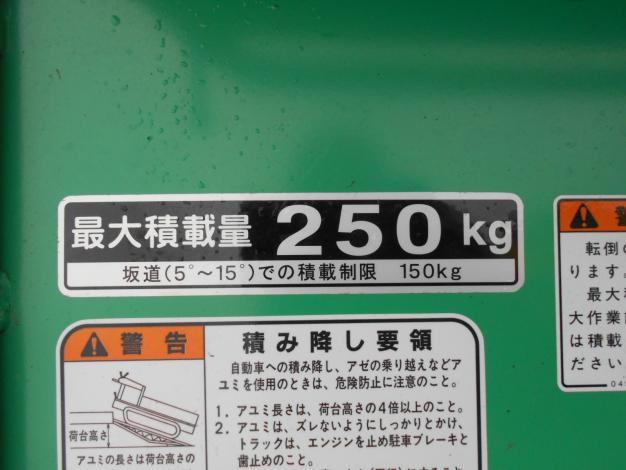 最大積載量 250 kg
坂道(5°～15°)での積載制限 150kg
警告
積み降し要領
自動車への積み降し、アゼの乗り越えなどア
ユミを使用のときは、危険防止に注意のこと。
1. アユミ長さは、荷台高さの4倍以上のこと。
2. アユミは、ズレないようにしっかりとかけ、
トラックは、エンジンを止め駐車ブレーキと
歯止めのこと。
荷台高さ
アユミの長さは荷台高さの
転倒の
ります。
最大
大作業
は積載
ださい